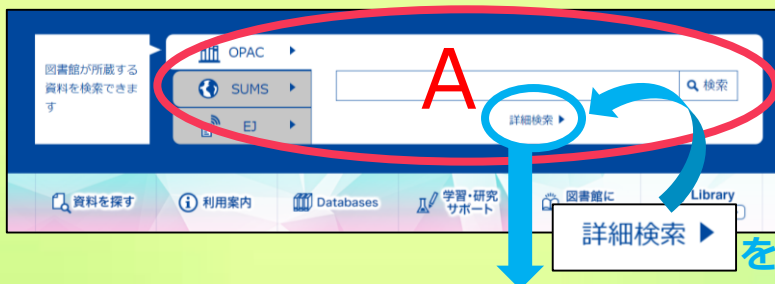 図書館が所蔵する
資料を検索できま
す
OPAC
SUMS
EJ
A
検索
詳細検索
資料を探す
利用案内
Databases
学習・研究
サポート
図書館に
Library
詳細検索
を